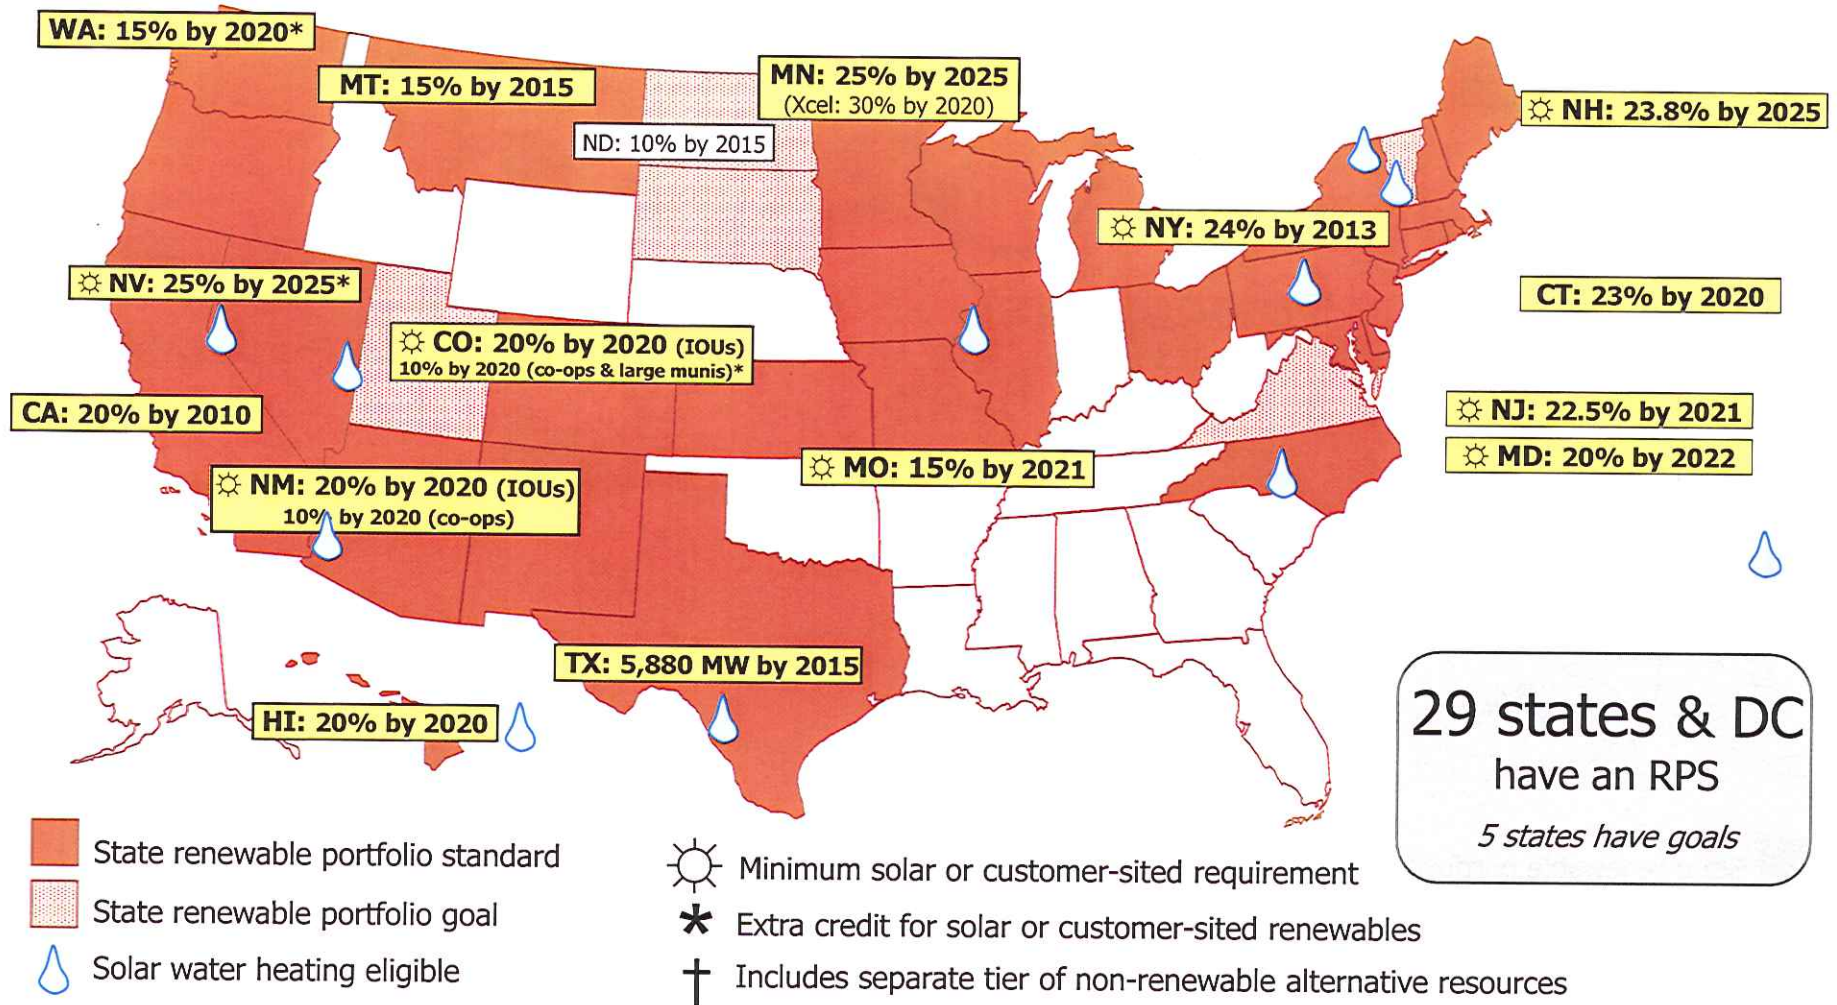 WA: 15% by 2020*
MT: 15% by 2015
MN: 25% by 2025
(Xcel: 30% by 2020)
ND: 10% by 2015
☼ NH: 23.8% by 2025
☼ NY: 24% by 2013
☼ NV: 25% by 2025*
CT: 23% by 2020
☼ CO: 20% by 2020 (IOUs)
10% by 2020 (co-ops & large munis)*
CA: 20% by 2010
☼ NJ: 22.5% by 2021
☼ MD: 20% by 2022
☼ MO: 15% by 2021
☼ NM: 20% by 2020 (IOUs)
10% by 2020 (co-ops)
TX: 5,880 MW by 2015
HI: 20% by 2020
29 states & DC
have an RPS
5 states have goals
State renewable portfolio standard
State renewable portfolio goal
Solar water heating eligible
☼ Minimum solar or customer-sited requirement
* Extra credit for solar or customer-sited renewables
† Includes separate tier of non-renewable alternative resources